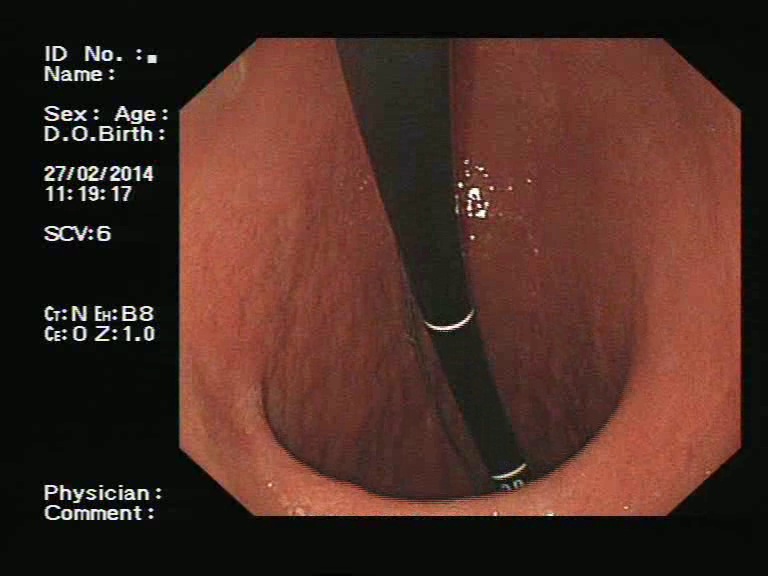 ID No. :
Name:
Sex: Age:
D.O.Birth:
27/02/2014
11:19:17
SCV:6
CT:N EH:B8
CE:0 Z:1.0
Physician:
Comment: